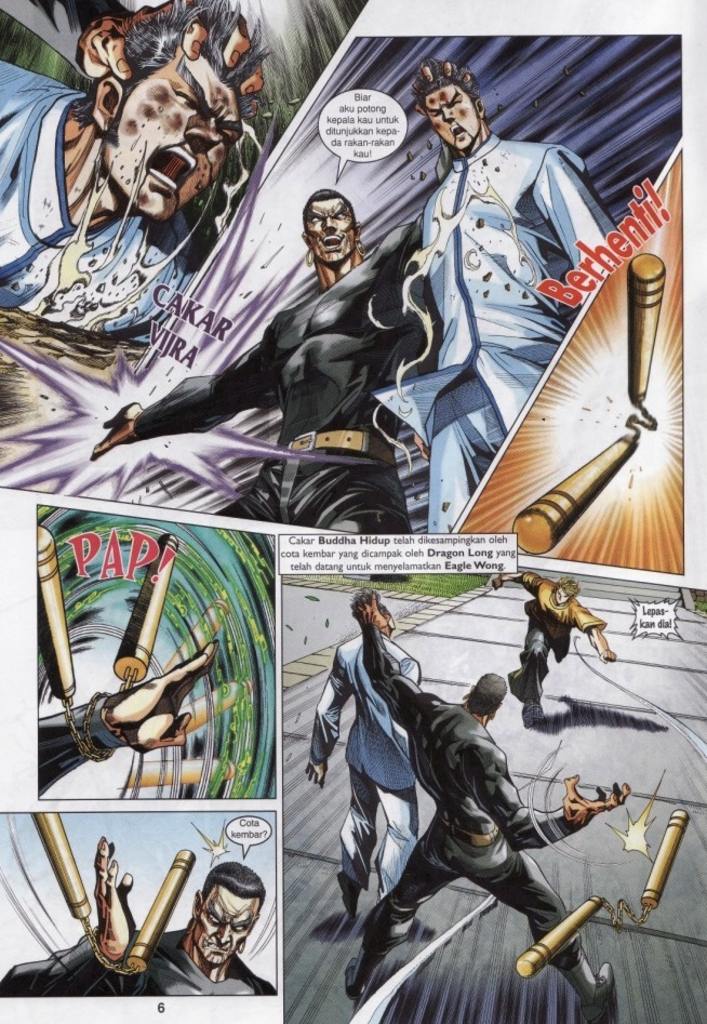 Biar
aku potong
kepala kau untuk
ditunjukkan kepa-
da rakan-rakan
kau!
CAKAR
VJRA
Berhenti!
PAP!
Cakar Buddha Hidup telah dikesampingkan oleh
cota kembar yang dicampak oleh Dragon Long yang
telah datang untuk menyelamatkan Eagle Wong.
Lepas-
kan dia!
Cota
kembar?
6